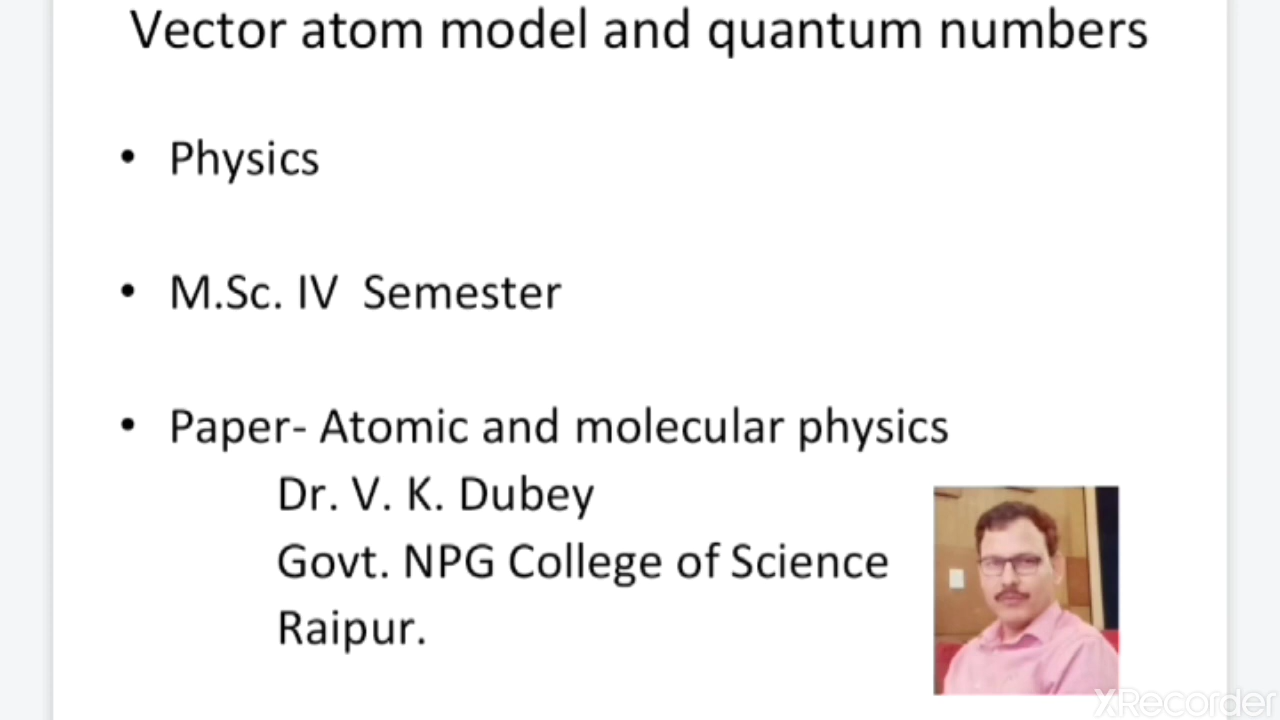 Vector atom model and quantum numbers
• Physics
• M.Sc. IV Semester
• Paper- Atomic and molecular physics
Dr. V. K. Dubey
Govt. NPG College of Science
Raipur.
XRecorder